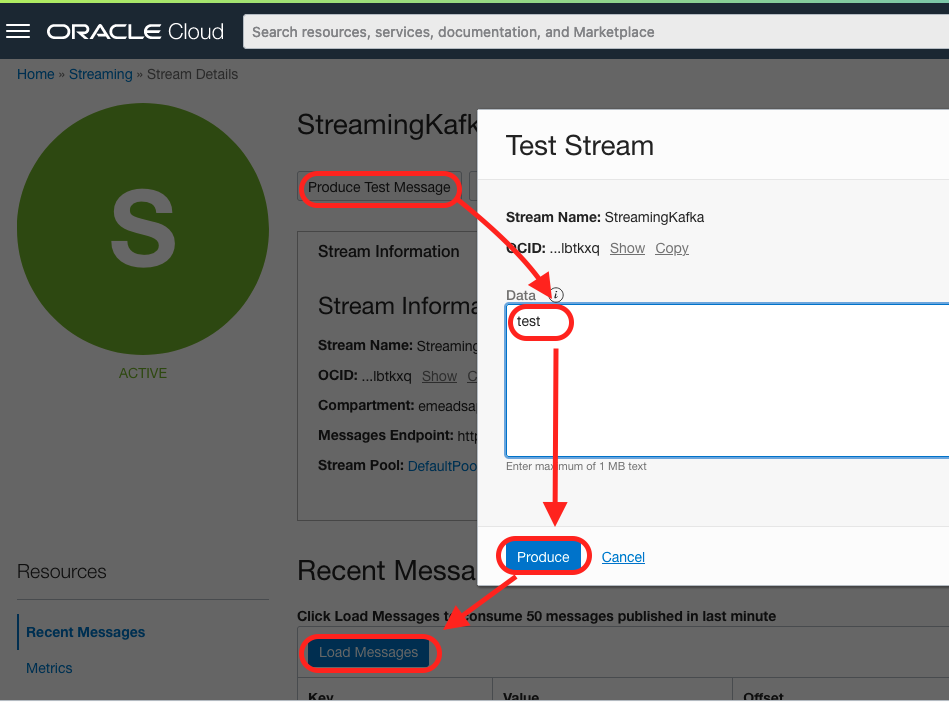 ORACLE Cloud
Search resources, services, documentation, and Marketplace
Home » Streaming » Stream Details
S
ACTIVE
StreamingKafk
Produce Test Message
Stream Information
Stream Informa
Stream Name: Streaming
OCID: ...lbtkxq Show C
Compartment: emeadsa
Messages Endpoint: http
Stream Pool: DefaultPoo
Test Stream
Stream Name: StreamingKafka
OCID: ...lbtkxq Show Copy
Data i
test
Enter maximum of 1 MB text
Produce Cancel
Resources
Recent Messages
Metrics
Recent Messa
Click Load Messages to consume 50 messages published in last minute
Load Messages
Key Value Offset